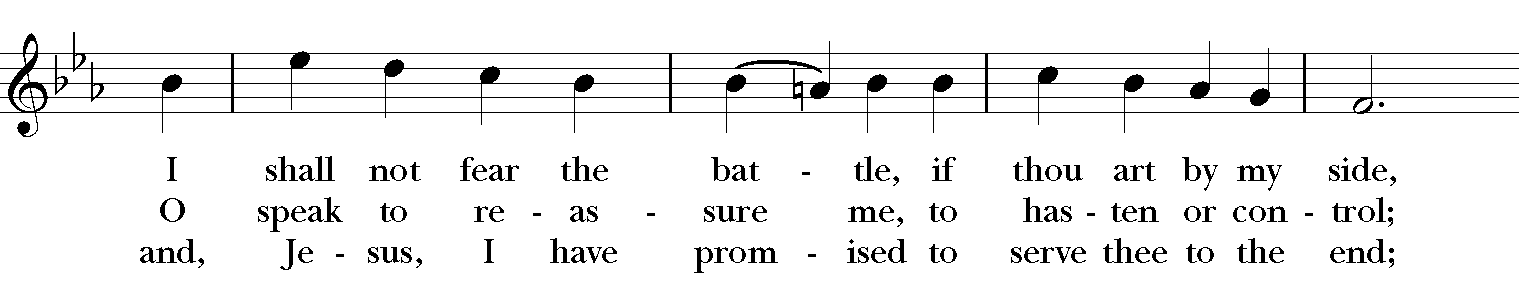 I shall not fear the bat - tle, if thou art by my side,
O speak to re - as - sure me, to has - ten or con - trol;
and, Je - sus, I have prom - ised to serve thee to the end;